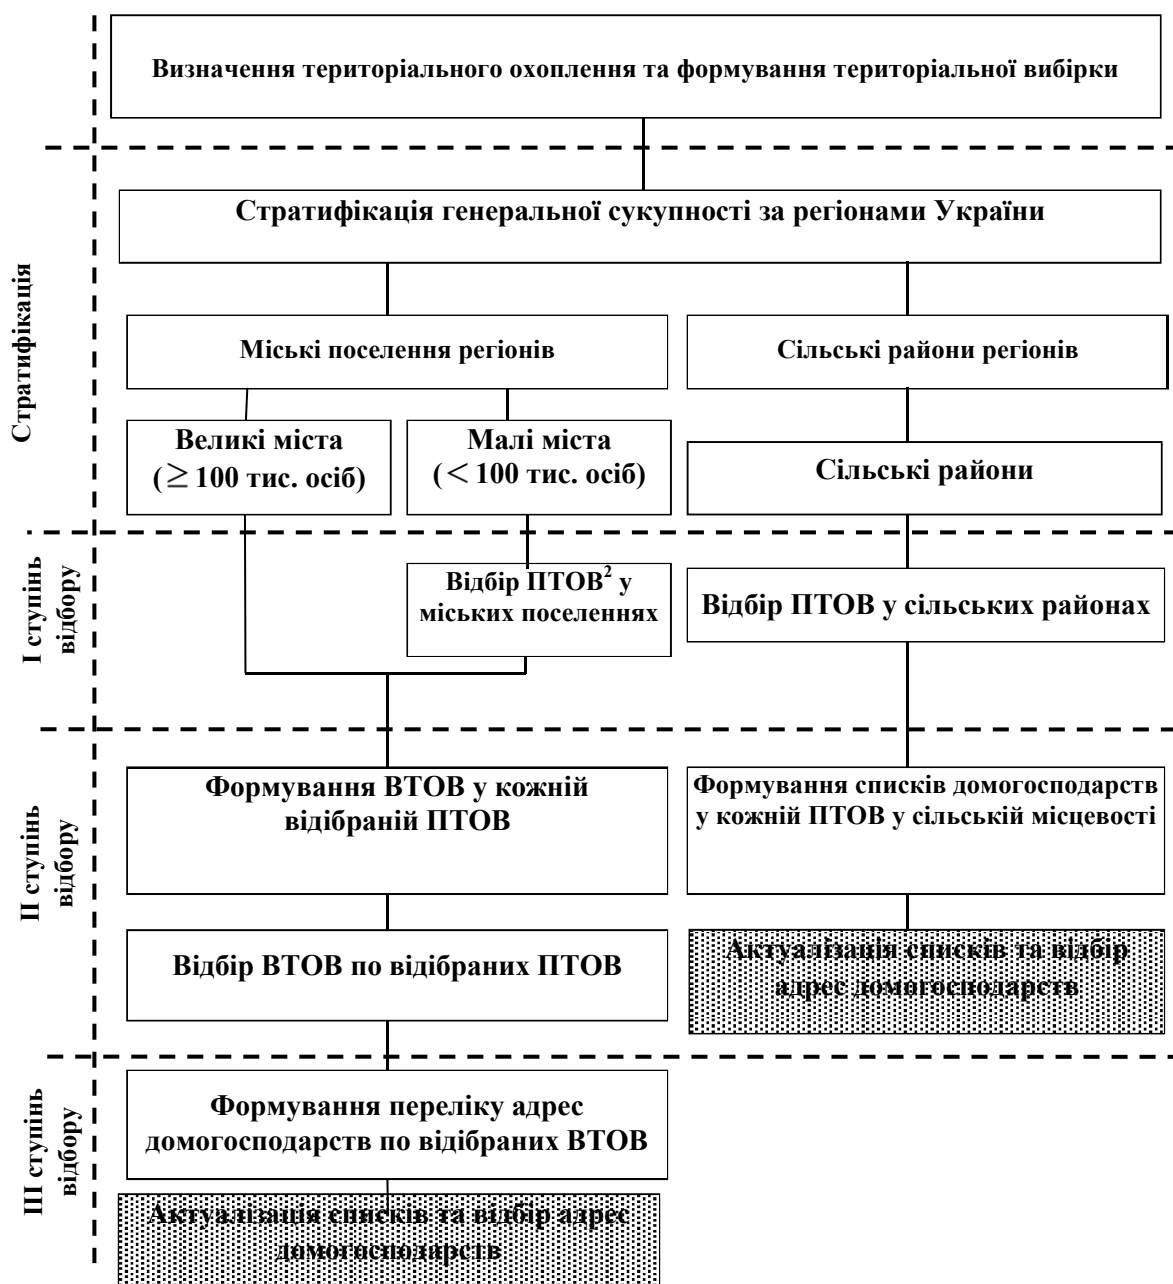 Визначення територіального охоплення та формування територіальної вибірки
Стратифікація
Стратифікація генеральної сукупності за регіонами України
Міські поселення регіонів
Сільські райони регіонів
Великі міста
(≥ 100 тис. осіб)
Малі міста
(< 100 тис. осіб)
Сільські райони
I ступінь
відбору
Відбір ПТОВ² у
міських поселеннях
Відбір ПТОВ у сільських районах
II ступінь
відбору
Формування ВТОВ у кожній
відібраній ПТОВ
Формування списків домогосподарств
у кожній ПТОВ у сільській місцевості
Відбір ВТОВ по відібраних ПТОВ
Актуалізація списків та відбір
адрес домогосподарств
III ступінь
відбору
Формування переліку адрес
домогосподарств по відібраних ВТОВ
Актуалізація списків та відбір адрес
домогосподарств